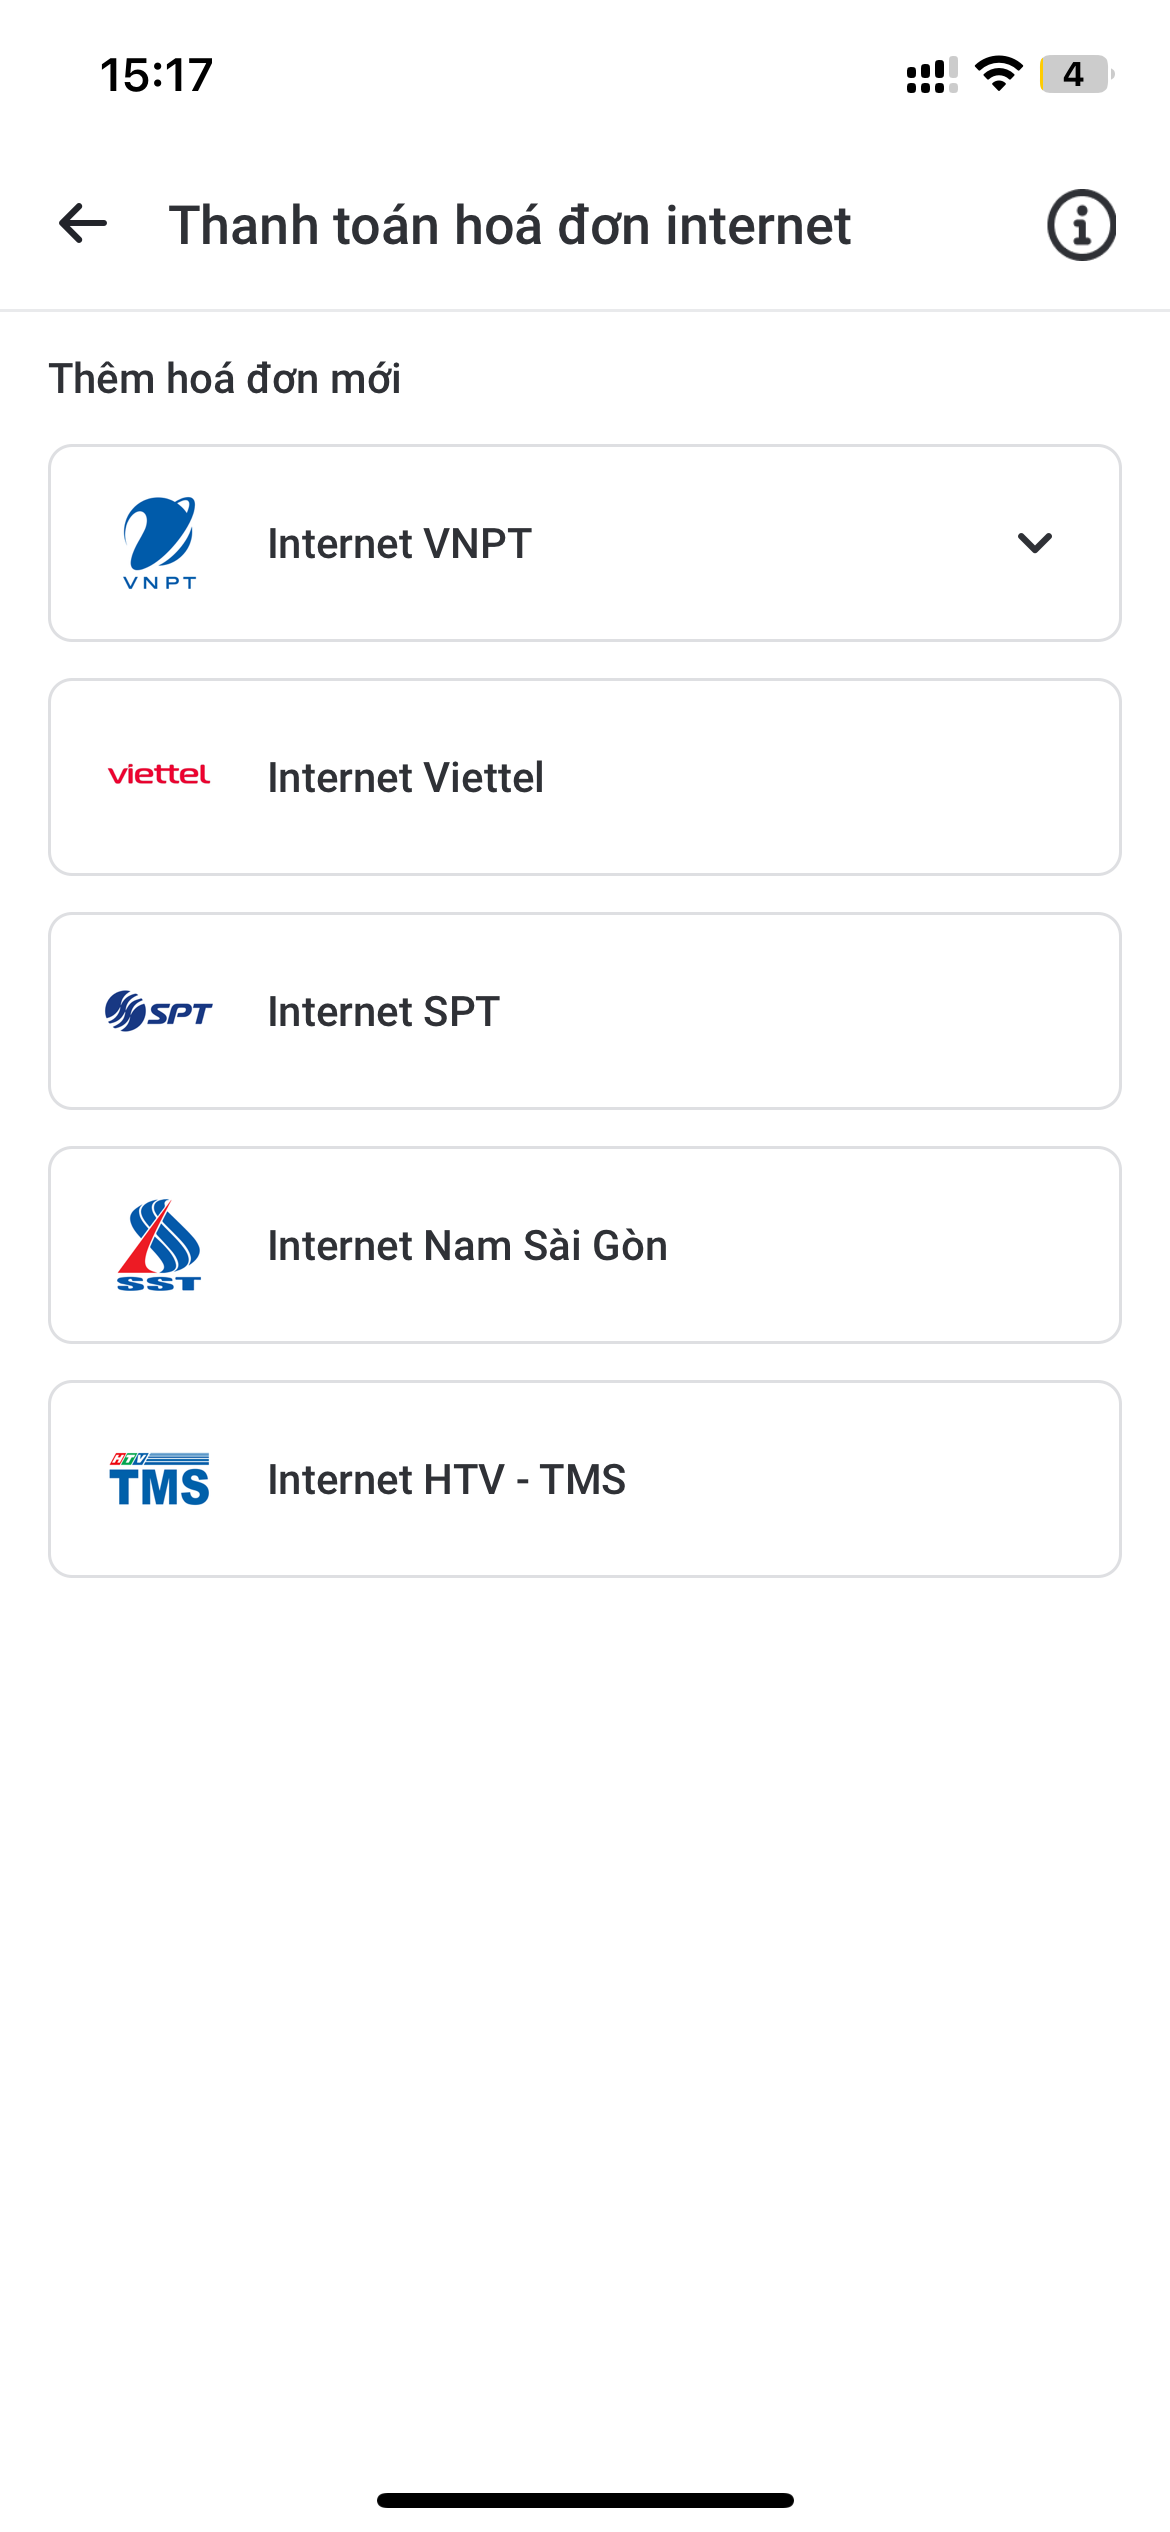 15:17
4
Thanh toán hoá đơn internet
Thêm hoá đơn mới
VNPT
Internet VNPT
viettel
Internet Viettel
SPT
Internet SPT
SST
Internet Nam Sài Gòn
HTV
TMS
Internet HTV - TMS